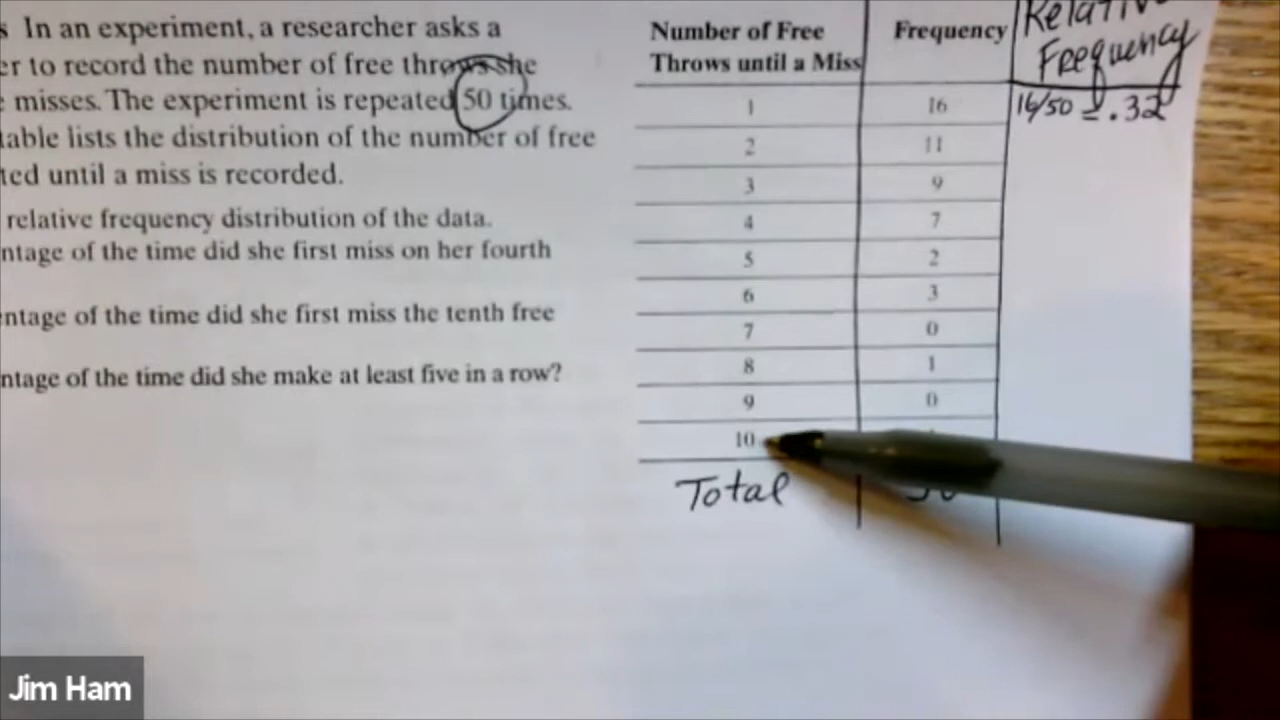 s In an experiment, a researcher asks a
er to record the number of free throws she
misses. The experiment is repeated 50 times.
table lists the distribution of the number of free
ted until a miss is recorded.
relative frequency distribution of the data.
ntage of the time did she first miss on her fourth
ntage of the time did she first miss the tenth free
ntage of the time did she make at least five in a row?
Number of Free Throws until a Miss Frequency Relative Frequency
1 16 16/50 = .32
2 11
3 9
4 7
5 2
6 3
7 0
8 1
9 0
10
Total 50
Jim Ham